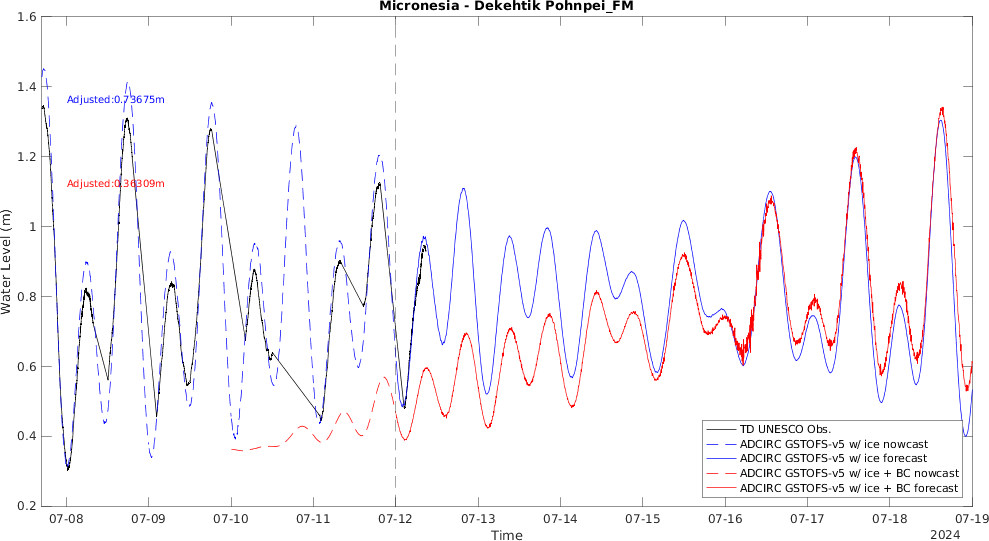 Micronesia - Dekehtik Pohnpei_FM
1.6
1.4
1.2
1
0.8
0.6
0.4
0.2
Water Level (m)
Adjusted:0.73675m
Adjusted:0.36309m
TD UNESCO Obs.
ADCIRC GSTOFS-v5 w/ ice nowcast
ADCIRC GSTOFS-v5 w/ ice forecast
ADCIRC GSTOFS-v5 w/ ice + BC nowcast
ADCIRC GSTOFS-v5 w/ ice + BC forecast
07-08 07-09 07-10 07-11 07-12 07-13 07-14 07-15 07-16 07-17 07-18 07-19
Time
2024